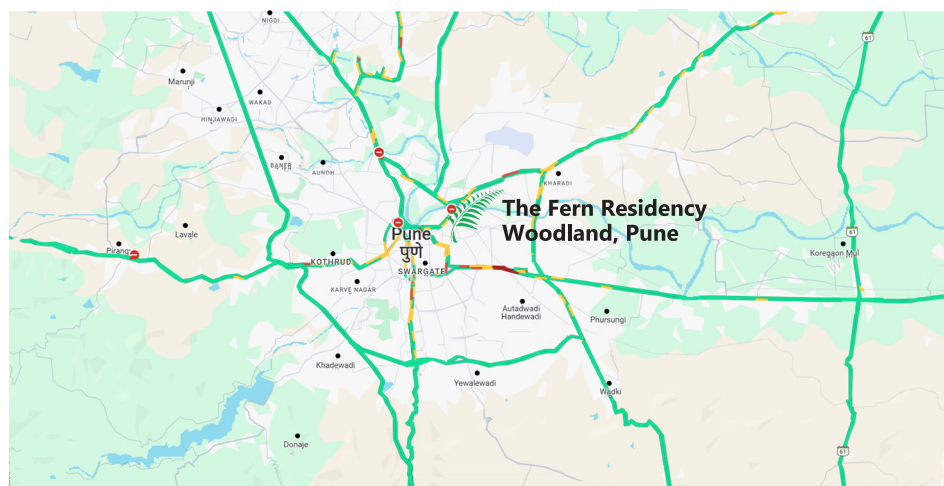 NIGDI
61
Marunji
WAKAD
HINJAWADI
BANER
AUNDH
KHARADI
The Fern Residency
Woodland, Pune
Lavale
Pune
पुणे
61
Koregaon Mul
KOTHRUD
SWARGATE
KARVE NAGAR
Autadwadi
Handewadi
Phursungi
Khadewadi
Yewalewadi
Wadki
Donaje
61